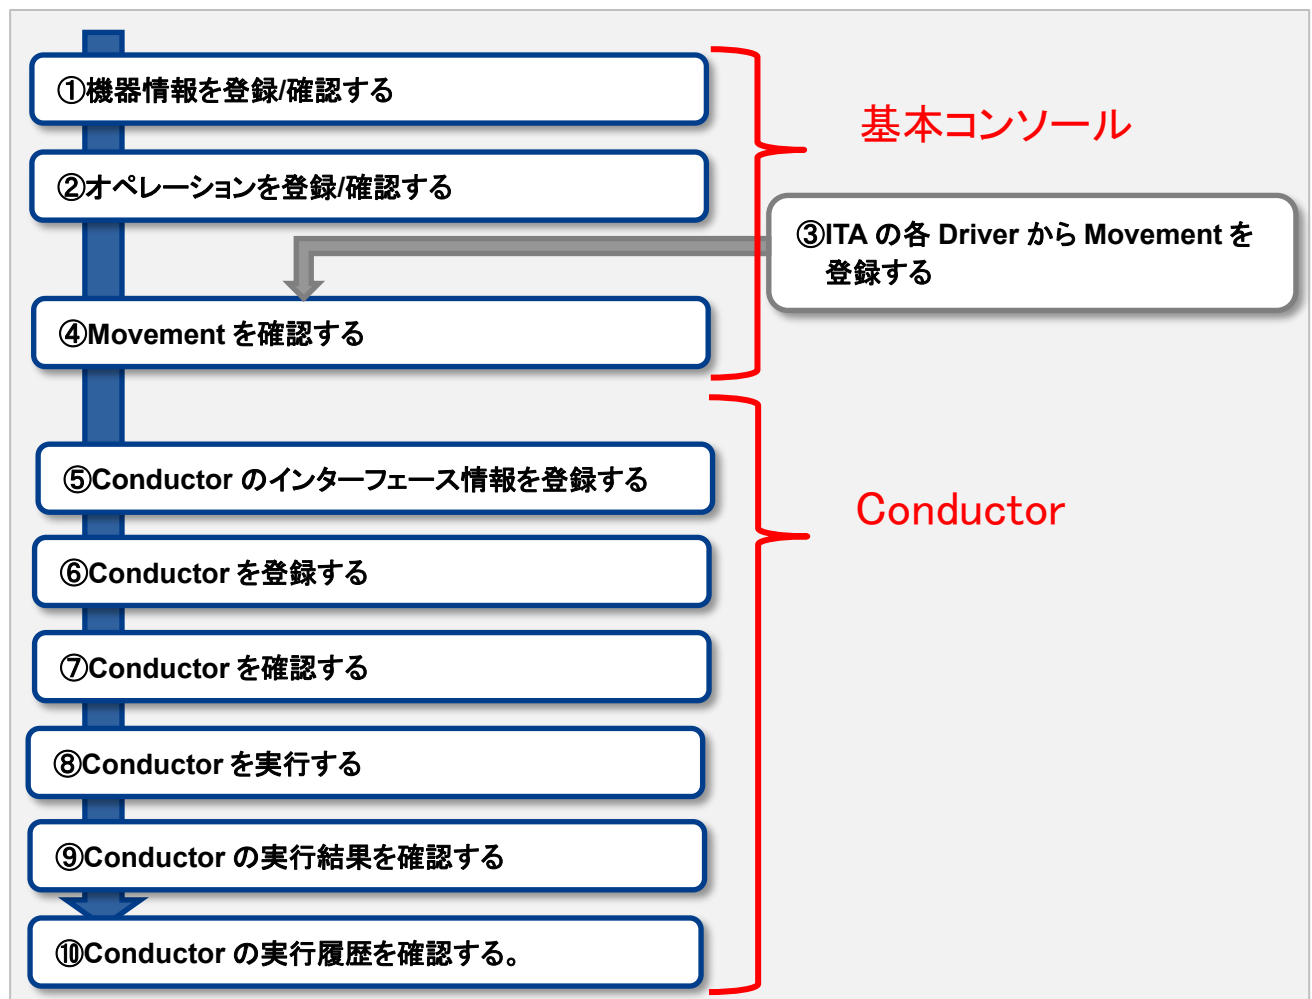 ①機器情報を登録/確認する
基本コンソール
②オペレーションを登録/確認する
③ITA の各 Driver から Movement を
登録する
④Movement を確認する
⑤Conductor のインターフェース情報を登録する
Conductor
⑥Conductor を登録する
⑦Conductor を確認する
⑧Conductor を実行する
⑨Conductor の実行結果を確認する
⑩Conductor の実行履歴を確認する。